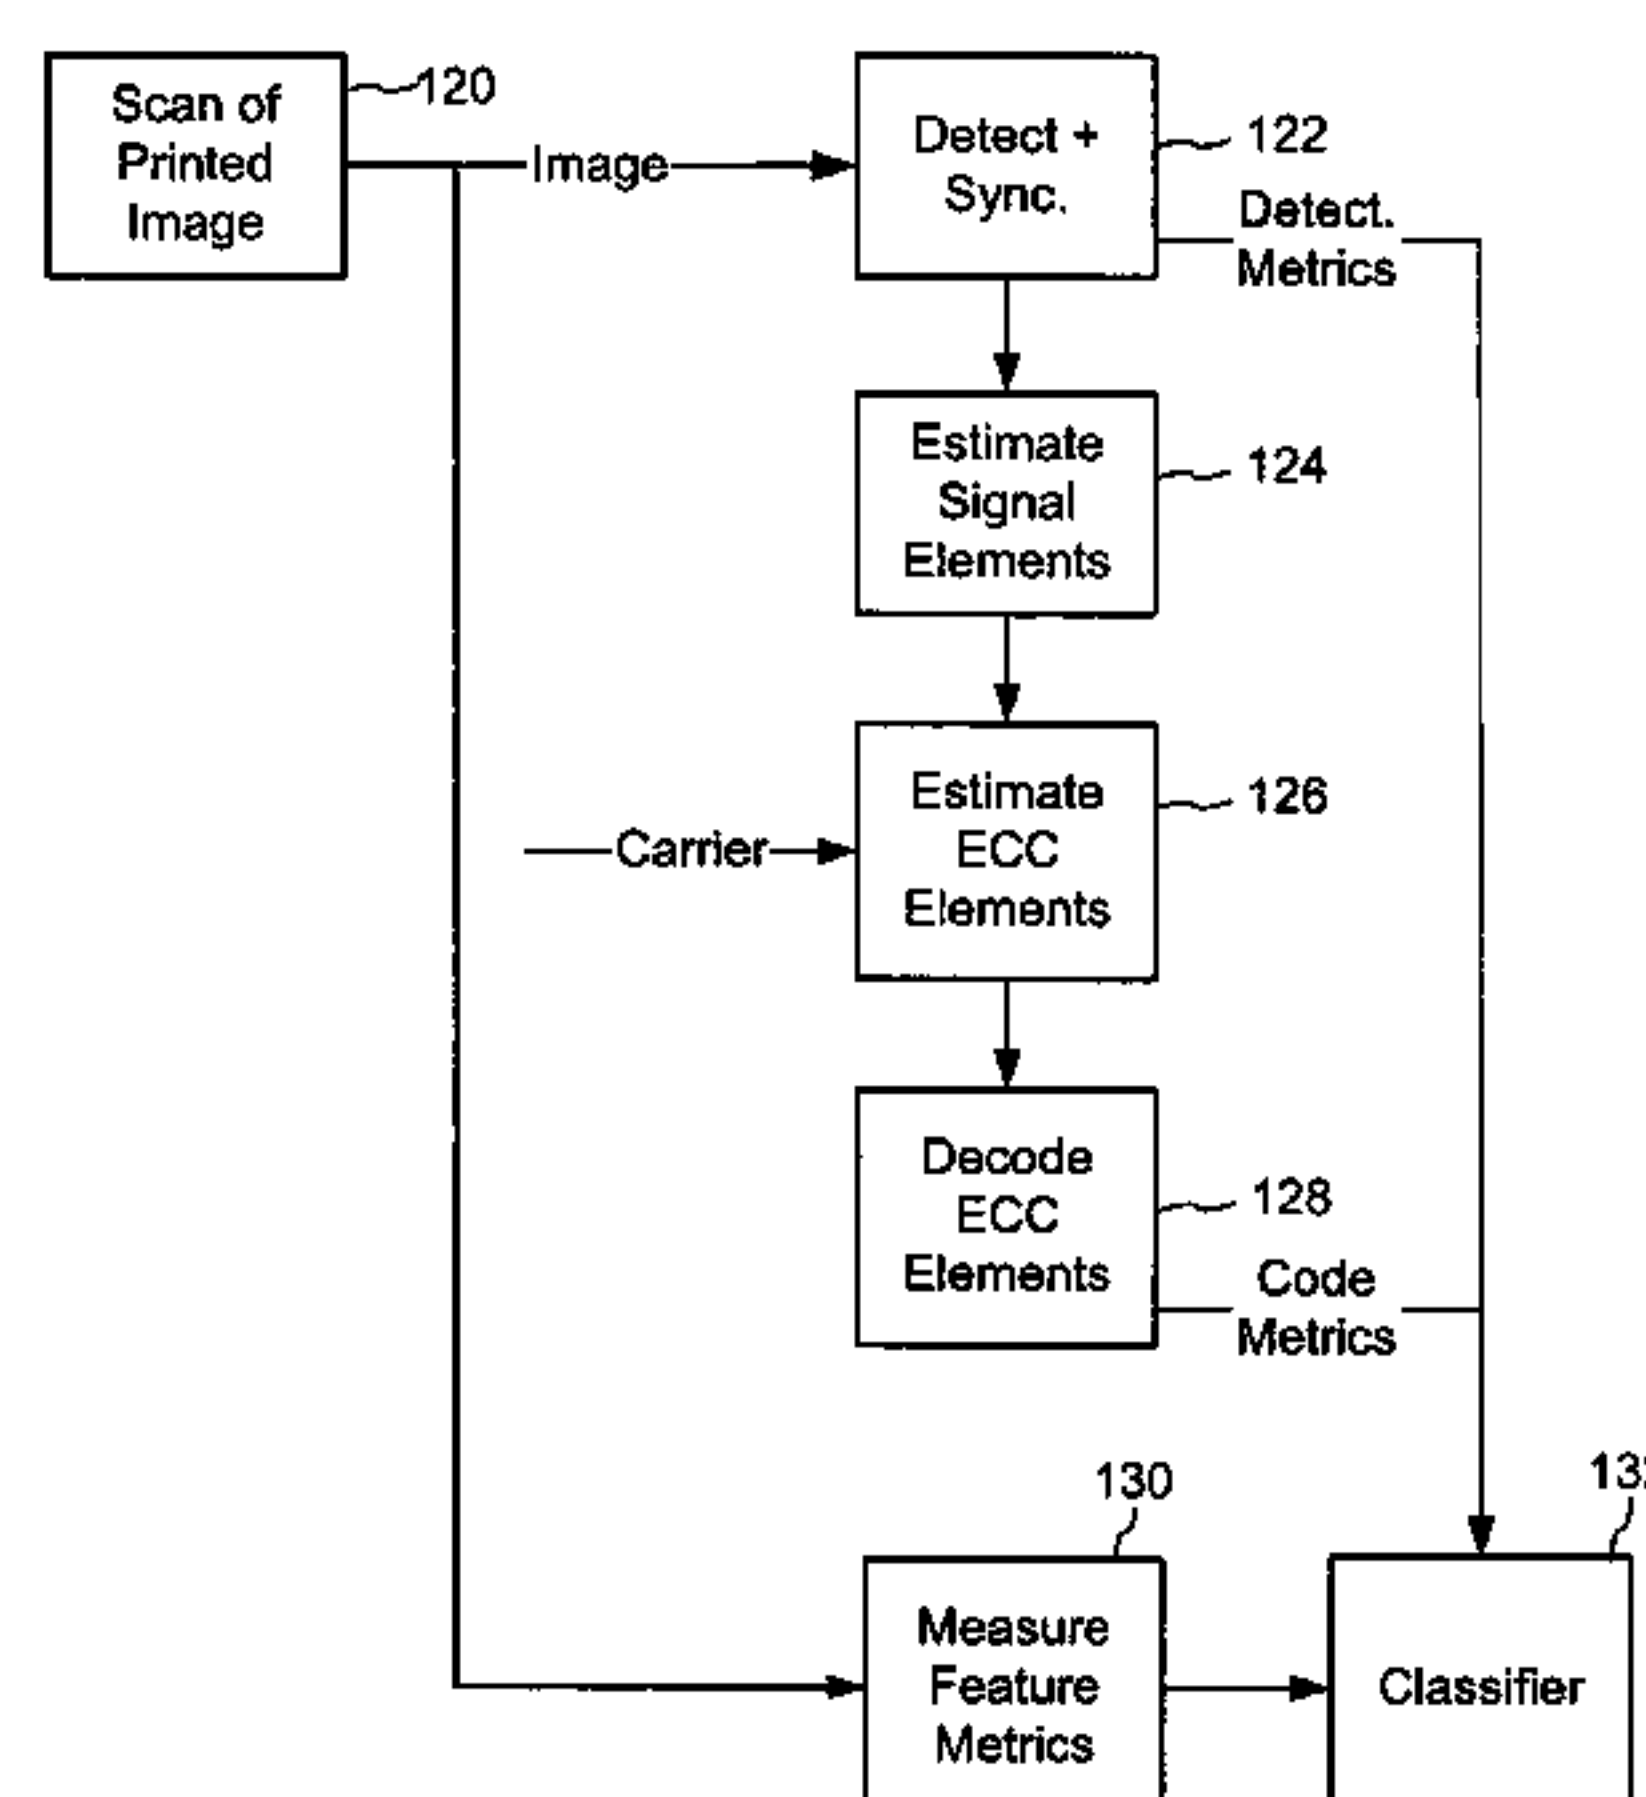 Scan of
Printed
Image
120
Image
Detect +
Sync.
122
Detect.
Metrics
Estimate
Signal
Elements
124
Carrier
Estimate
ECC
Elements
126
Decode
ECC
Elements
128
Code
Metrics
130
Measure
Feature
Metrics
Classifier